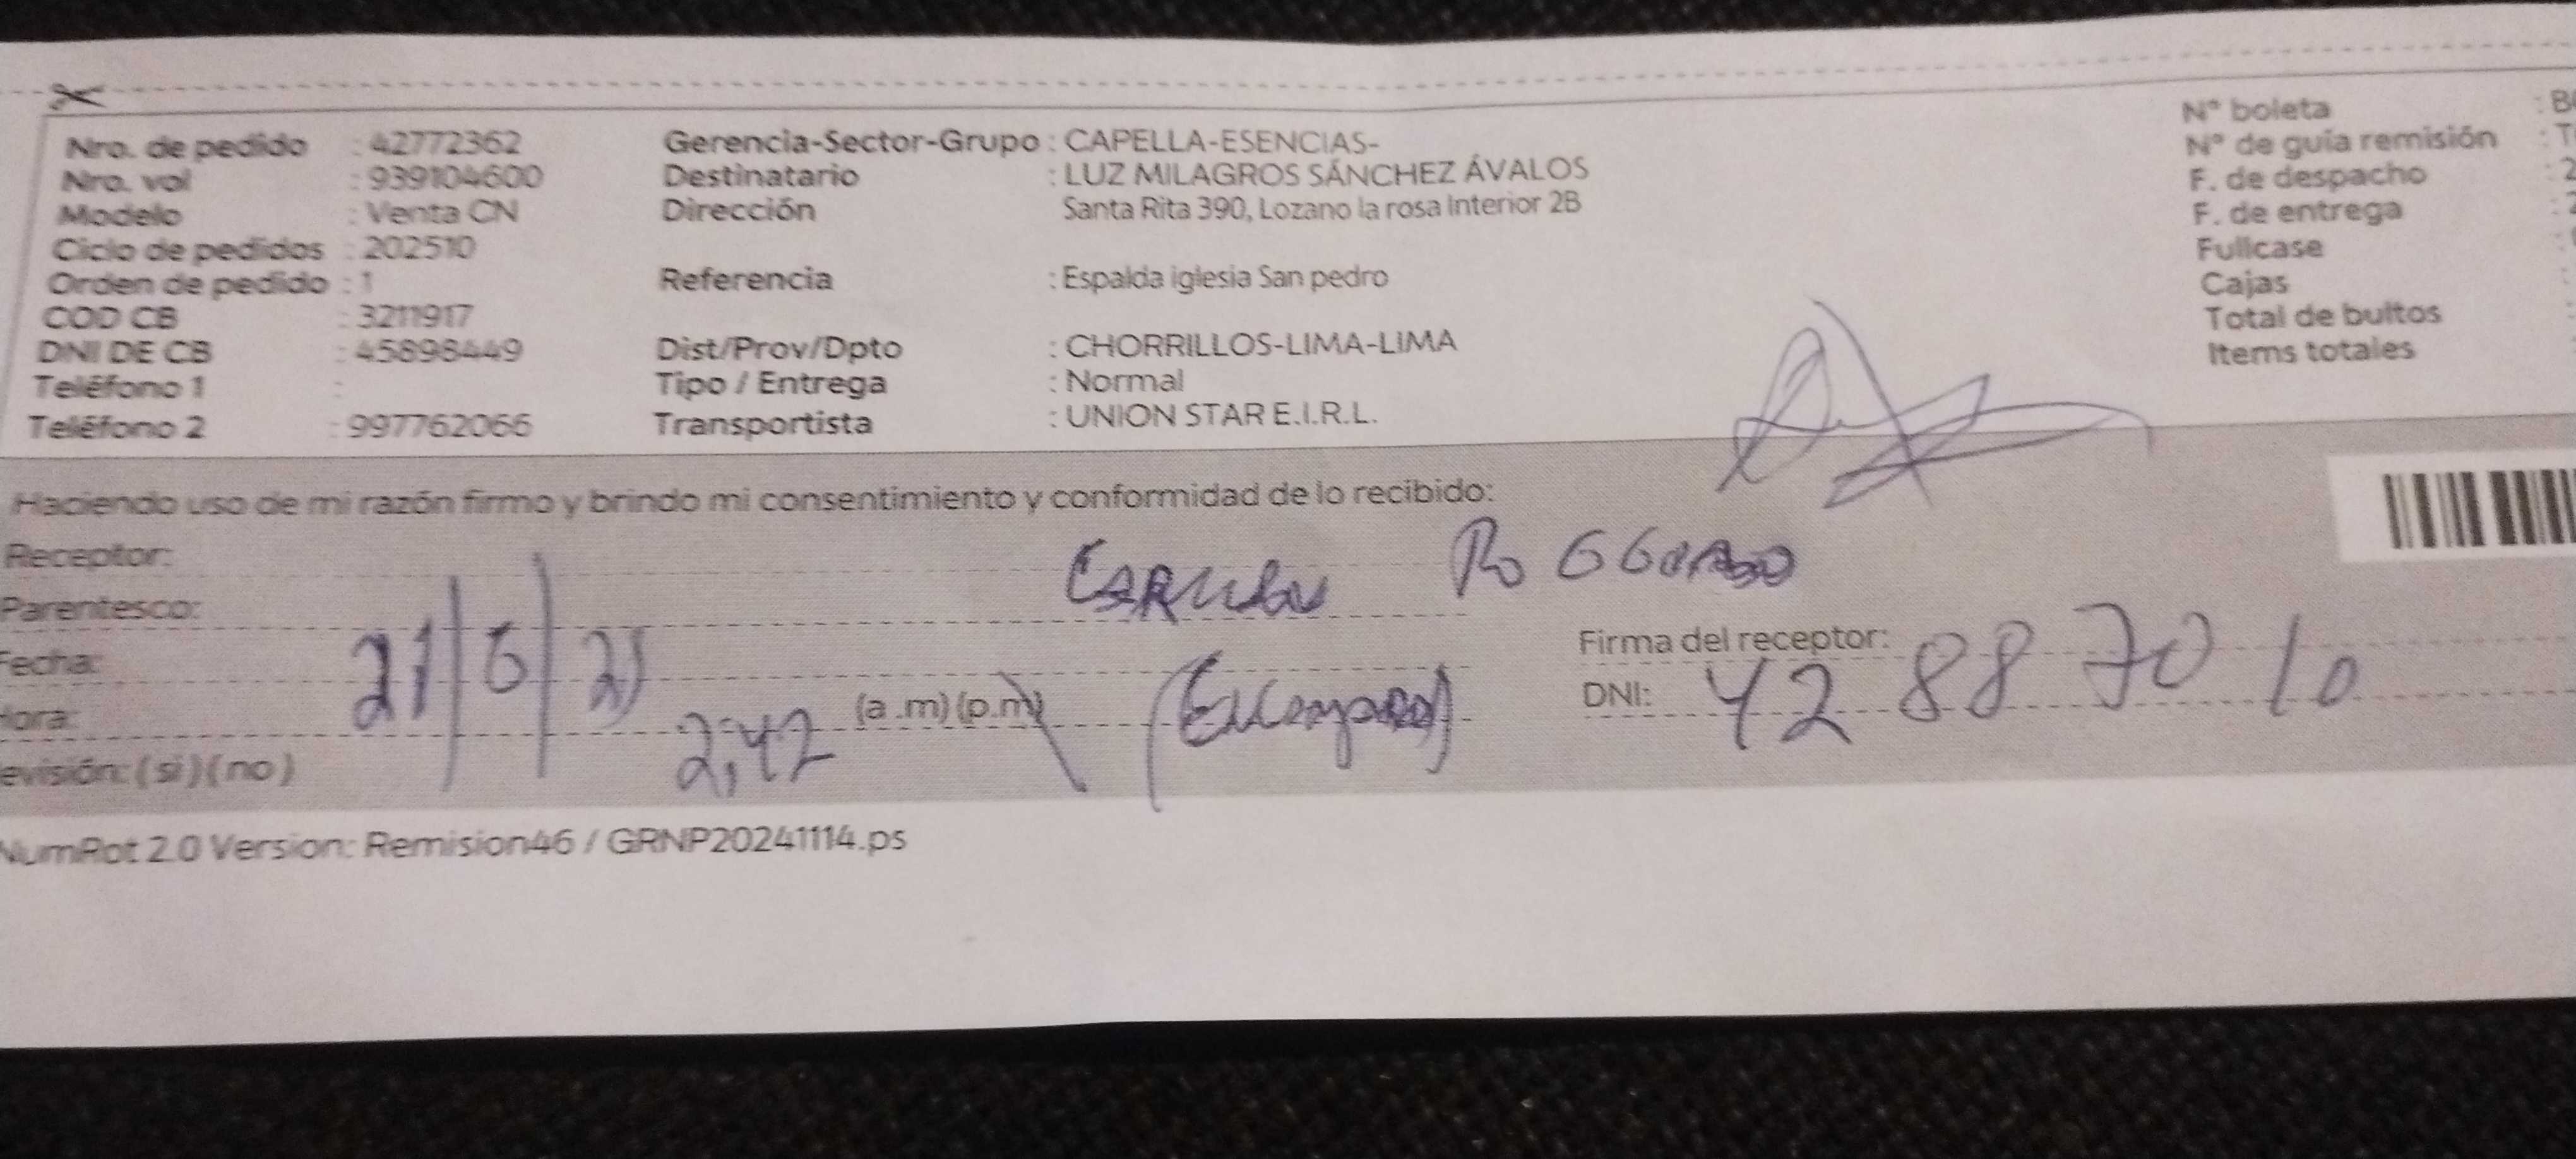 Nro. de pedido : 42772362 Gerencia-Sector-Grupo : CAPELLA-ESENCIAS- N° boleta
Nro. vol : 939104600 Destinatario : LUZ MILAGROS SÁNCHEZ ÁVALOS N° de guía remisión
Modelo : Venta CN Dirección Santa Rita 390, Lozano la rosa Interior 2B F. de despacho
Ciclo de pedidos : 202510 F. de entrega
Orden de pedido : 1 Referencia : Espalda iglesia San pedro Fullcase
COD CB : 3211917 Cajas
DNI DE CB : 45898449 Dist/Prov/Dpto : CHORRILLOS-LIMA-LIMA Total de bultos
Teléfono 1 : Tipo / Entrega : Normal Items totales
Teléfono 2 : 997762066 Transportista : UNION STAR E.I.R.L.
Haciendo uso de mi razón firmo y brindo mi consentimiento y conformidad de lo recibido:
Receptor:
Parentesco:
Fecha: 21/6/25 Firma del receptor:
Hora: 2,42 (a .m) (p.m) DNI: 42887010
evisión: (si) (no)
NumRot 2.0 Version: Remision46 / GRNP20241114.ps